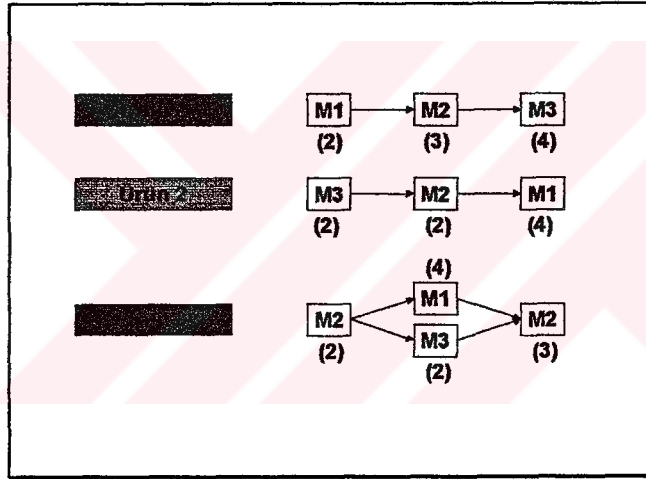 M1 M2 M3
(2) (3) (4)
Ürün 2 M3 M2 M1
(2) (2) (4)
(4)
M1
M2 M2
M3
(2) (3)
(2)